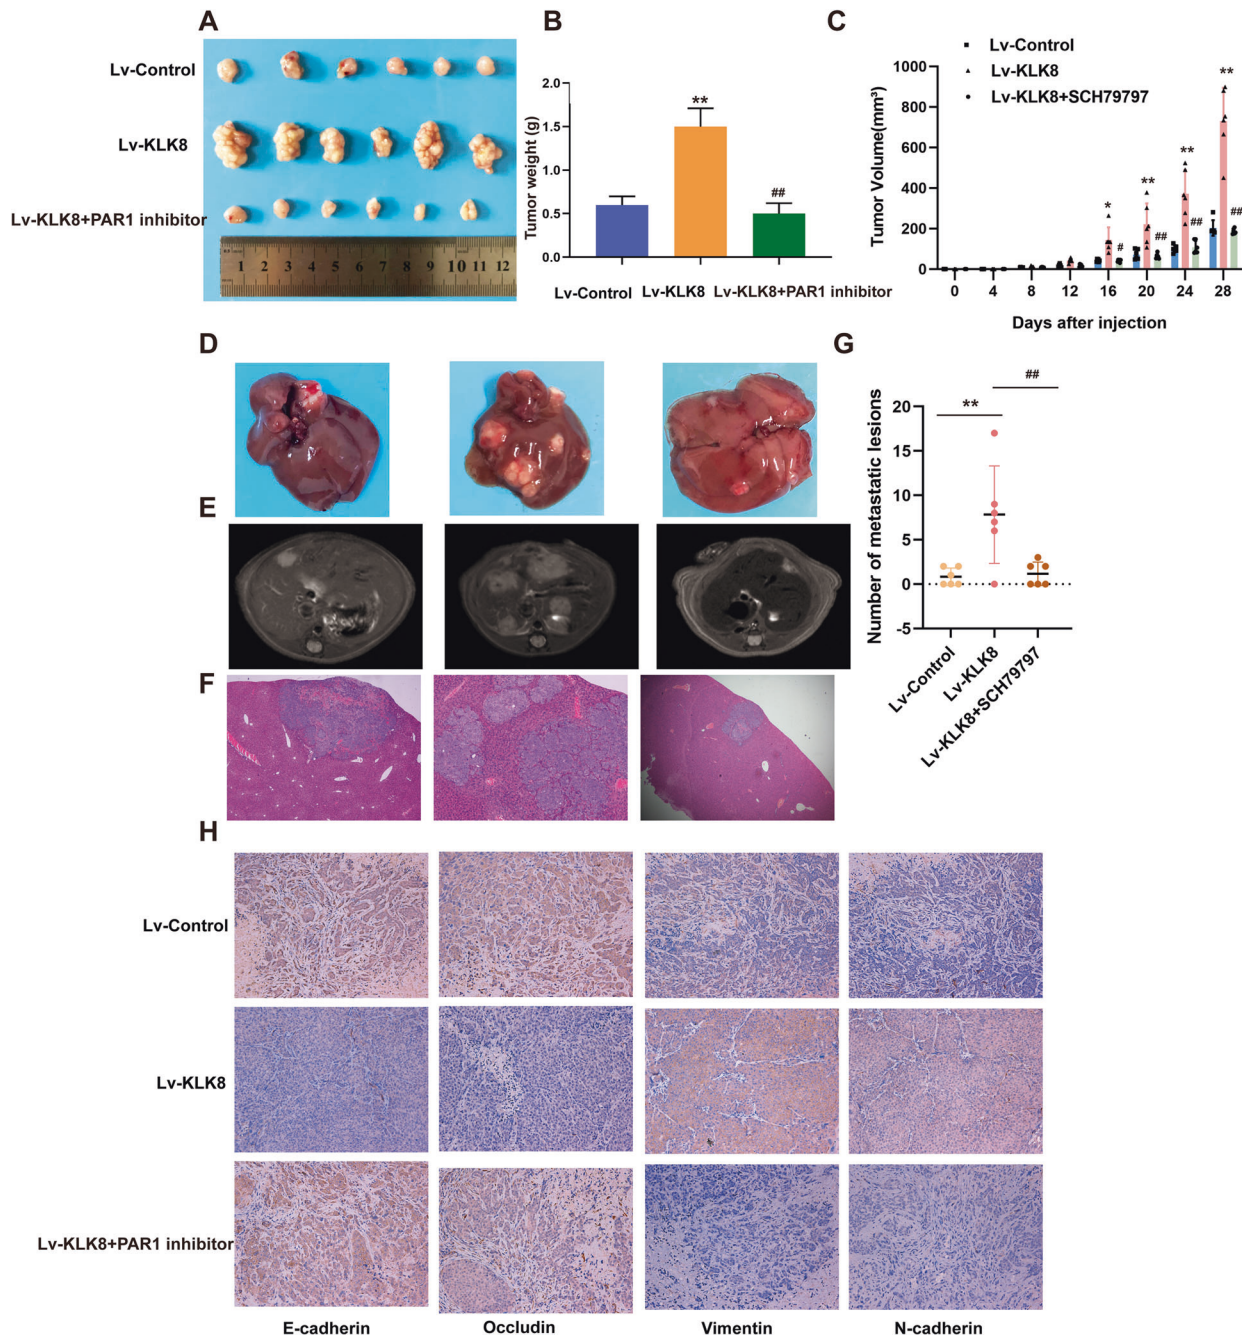 A
Lv-Control
Lv-KLK8
Lv-KLK8+PAR1 inhibitor
1 2 3 4 5 6 7 8 9 10 11 12
B
Tumor weight (g)
2.0
1.5
1.0
0.5
0.0
**
##
Lv-Control Lv-KLK8 Lv-KLK8+PAR1 inhibitor
C
Lv-Control
Lv-KLK8
Lv-KLK8+SCH79797
Tumor Volume(mm³)
1000
800
600
400
200
0
* # ** ## ** ## ** ##
0 4 8 12 16 20 24 28
Days after injection
D
E
F
G
Number of metastatic lesions
20
15
10
5
0
-5
**
##
Lv-Control
Lv-KLK8
Lv-KLK8+SCH79797
H
Lv-Control
Lv-KLK8
Lv-KLK8+PAR1 inhibitor
E-cadherin Occludin Vimentin N-cadherin